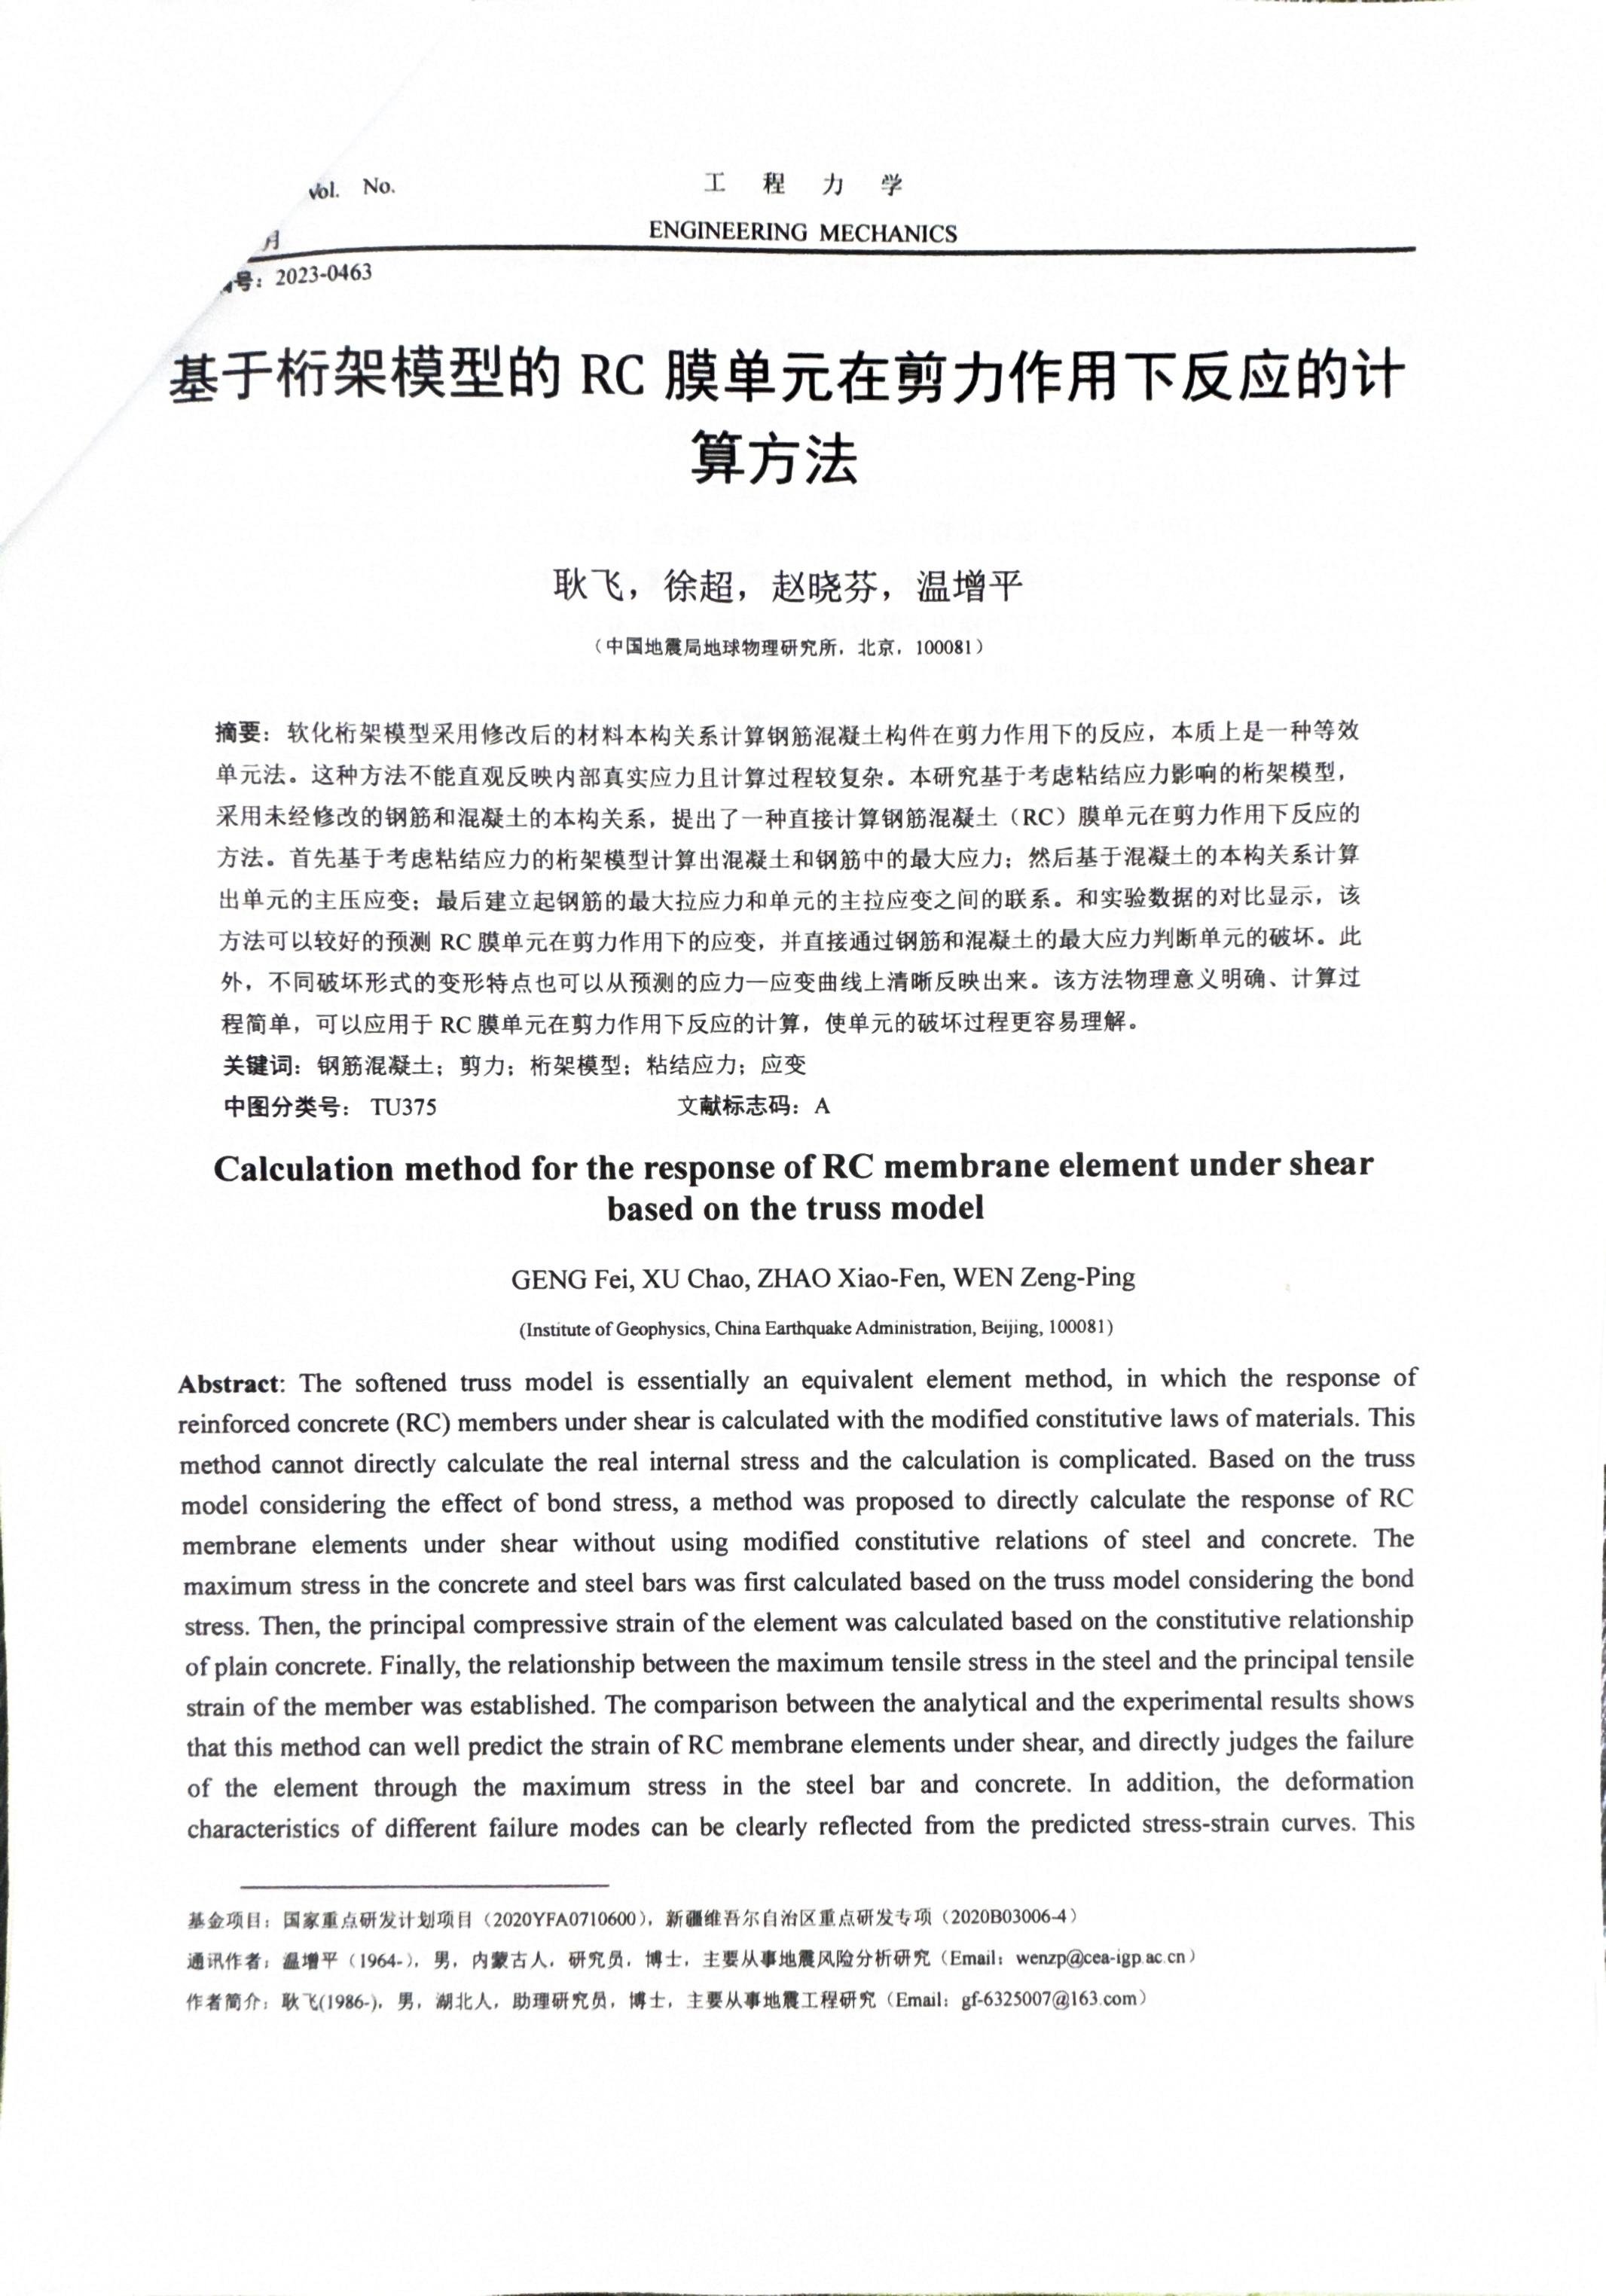 Vol. No.
工 程 力 学
月
ENGINEERING MECHANICS
号：2023-0463
基于桁架模型的 RC 膜单元在剪力作用下反应的计
算方法
耿飞，徐超，赵晓芬，温增平
（中国地震局地球物理研究所，北京，100081）
摘要：软化桁架模型采用修改后的材料本构关系计算钢筋混凝土构件在剪力作用下的反应，本质上是一种等效
单元法。这种方法不能直观反映内部真实应力且计算过程较复杂。本研究基于考虑粘结应力影响的桁架模型，
采用未经修改的钢筋和混凝土的本构关系，提出了一种直接计算钢筋混凝土（RC）膜单元在剪力作用下反应的
方法。首先基于考虑粘结应力的桁架模型计算出混凝土和钢筋中的最大应力；然后基于混凝土的本构关系计算
出单元的主压应变；最后建立起钢筋的最大拉应力和单元的主拉应变之间的联系。和实验数据的对比显示，该
方法可以较好的预测 RC 膜单元在剪力作用下的应变，并直接通过钢筋和混凝土的最大应力判断单元的破坏。此
外，不同破坏形式的变形特点也可以从预测的应力—应变曲线上清晰反映出来。该方法物理意义明确、计算过
程简单，可以应用于 RC 膜单元在剪力作用下反应的计算，使单元的破坏过程更容易理解。
关键词：钢筋混凝土；剪力；桁架模型；粘结应力；应变
中图分类号： TU375 文献标志码：A
Calculation method for the response of RC membrane element under shear
based on the truss model
GENG Fei, XU Chao, ZHAO Xiao-Fen, WEN Zeng-Ping
(Institute of Geophysics, China Earthquake Administration, Beijing, 100081)
Abstract: The softened truss model is essentially an equivalent element method, in which the response of
reinforced concrete (RC) members under shear is calculated with the modified constitutive laws of materials. This
method cannot directly calculate the real internal stress and the calculation is complicated. Based on the truss
model considering the effect of bond stress, a method was proposed to directly calculate the response of RC
membrane elements under shear without using modified constitutive relations of steel and concrete. The
maximum stress in the concrete and steel bars was first calculated based on the truss model considering the bond
stress. Then, the principal compressive strain of the element was calculated based on the constitutive relationship
of plain concrete. Finally, the relationship between the maximum tensile stress in the steel and the principal tensile
strain of the member was established. The comparison between the analytical and the experimental results shows
that this method can well predict the strain of RC membrane elements under shear, and directly judges the failure
of the element through the maximum stress in the steel bar and concrete. In addition, the deformation
characteristics of different failure modes can be clearly reflected from the predicted stress-strain curves. This
基金项目：国家重点研发计划项目（2020YFA0710600），新疆维吾尔自治区重点研发专项（2020B03006-4）
通讯作者：温增平（1964-），男，内蒙古人，研究员，博士，主要从事地震风险分析研究（Email：wenzp@cea-igp.ac.cn）
作者简介：耿飞(1986-)，男，湖北人，助理研究员，博士，主要从事地震工程研究（Email：gf-6325007@163.com）